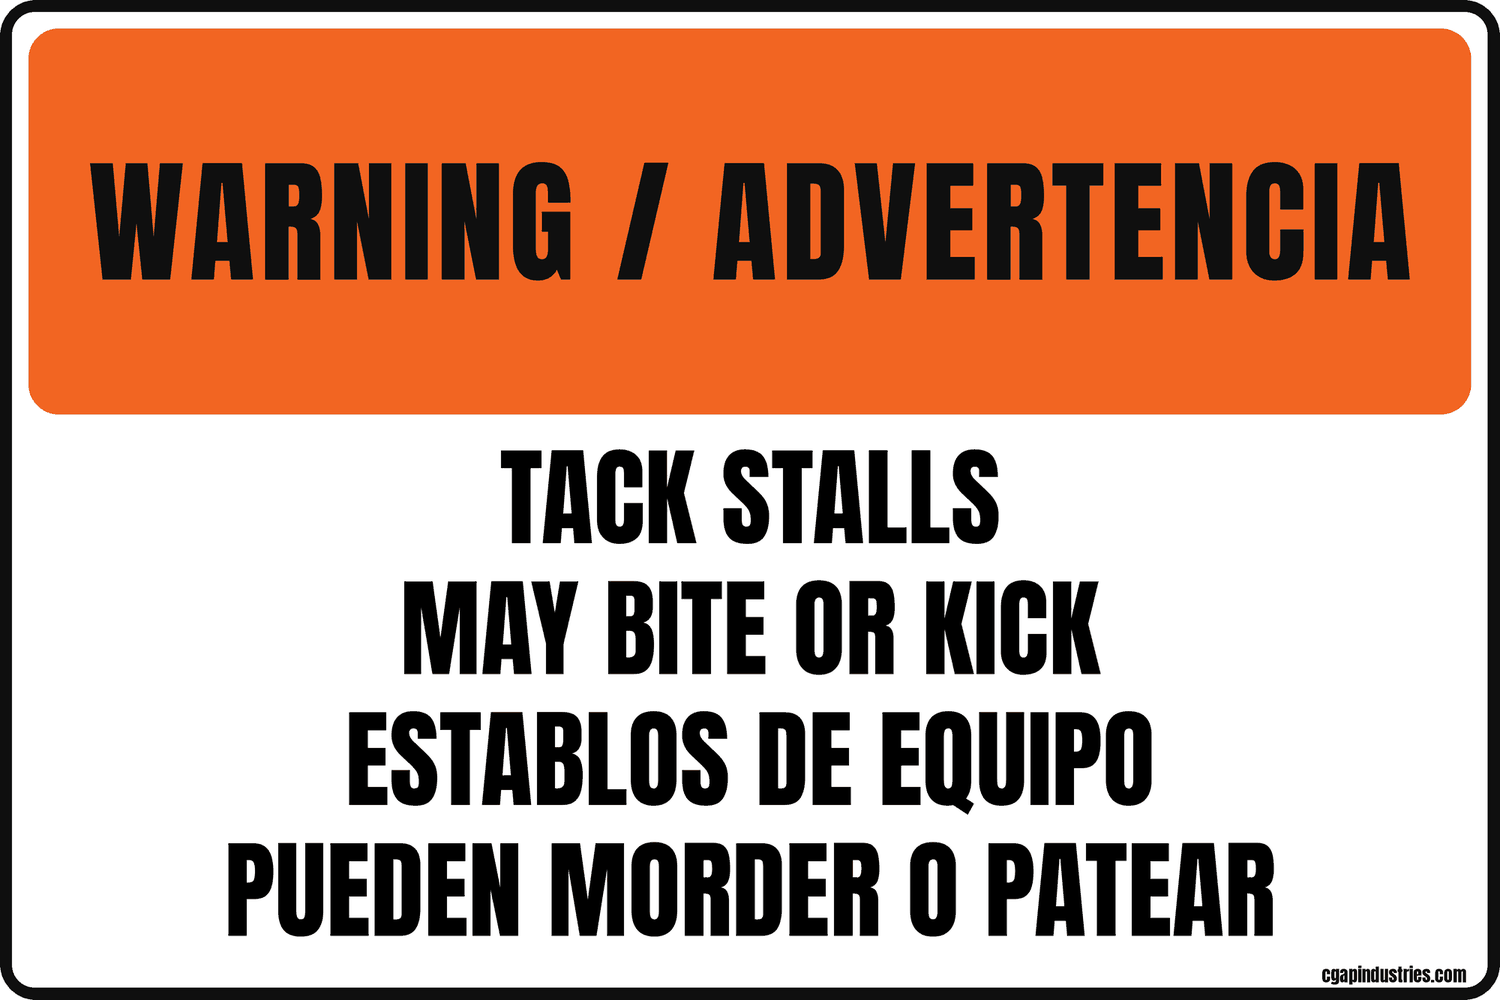 WARNING / ADVERTENCIA
TACK STALLS
MAY BITE OR KICK
ESTABLOS DE EQUIPO
PUEDEN MORDER O PATEAR
cgapindustries.com